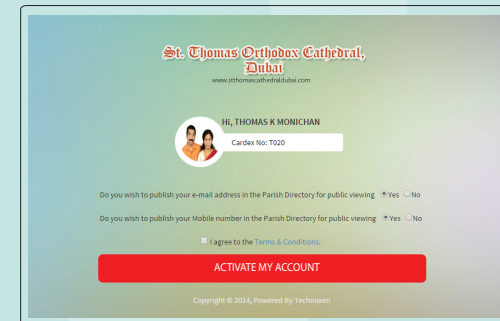 St. Thomas Orthodox Cathedral,
Dubai
www.stthomascathedraldubai.com
Hi, THOMAS K MONICHAN
Cardex No: T020
Do you wish to publish your e-mail address in the Parish Directory for public viewing Yes No
Do you wish to publish your Mobile number in the Parish Directory for public viewing Yes No
I agree to the Terms & Conditions.
ACTIVATE MY ACCOUNT
Copyright © 2014, Powered By Technosen